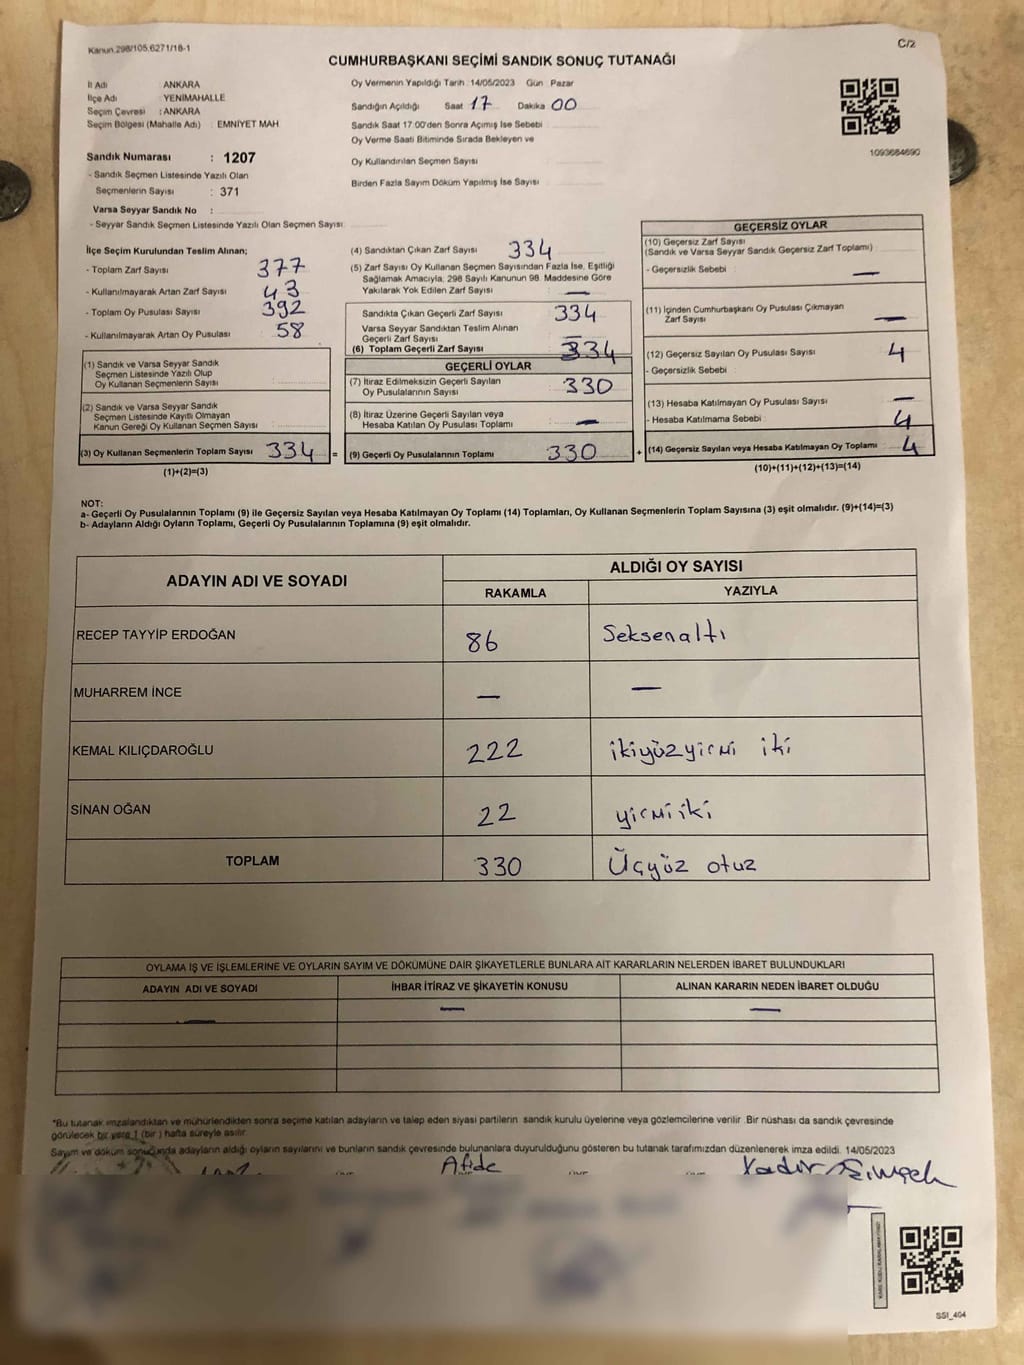 Kanun.298/105,6271/18-1
C/2
CUMHURBAŞKANI SEÇİMİ SANDIK SONUÇ TUTANAĞI
İl Adı ANKARA
İlçe Adı YENİMAHALLE
Seçim Çevresi : ANKARA
Seçim Bölgesi (Mahalle Adı) : EMNİYET MAH
Sandık Numarası : 1207
- Sandık Seçmen Listesinde Yazılı Olan
Seçmenlerin Sayısı : 371
Varsa Seyyar Sandık No :
- Seyyar Sandık Seçmen Listesinde Yazılı Olan Seçmen Sayısı:
Oy Vermenin Yapıldığı Tarih :14/05/2023 Gün Pazar
Sandığın Açıldığı Saat 17 Dakika 00
Sandık Saat 17:00'den Sonra Açımış İse Sebebi :
Oy Verme Saati Bitiminde Sırada Bekleyen ve
Oy Kullandırılan Seçmen Sayısı :
Birden Fazla Sayım Döküm Yapılmış İse Sayısı :
1093684690
İlçe Seçim Kurulundan Teslim Alınan;
- Toplam Zarf Sayısı 377
- Kullanılmayarak Artan Zarf Sayısı 43
- Toplam Oy Pusulası Sayısı 392
- Kullanılmayarak Artan Oy Pusulası 58
(1) Sandık ve Varsa Seyyar Sandık
Seçmen Listesinde Yazılı Olup
Oy Kullanan Seçmenlerin Sayısı
(2) Sandık ve Varsa Seyyar Sandık
Seçmen Listesinde Kayıtlı Olmayan
Kanun Gereği Oy Kullanan Seçmen Sayısı
(3) Oy Kullanan Seçmenlerin Toplam Sayısı 334 =
(1)+(2)=(3)
(4) Sandıktan Çıkan Zarf Sayısı 334
(5) Zarf Sayısı Oy Kullanan Seçmen Sayısından Fazla İse, Eşitliği
Sağlamak Amacıyla; 298 Sayılı Kanunun 98. Maddesine Göre
Yakılarak Yok Edilen Zarf Sayısı —
Sandıkta Çıkan Geçerli Zarf Sayısı 334
Varsa Seyyar Sandıktan Teslim Alınan
Geçerli Zarf Sayısı —
(6) Toplam Geçerli Zarf Sayısı 334
GEÇERLİ OYLAR
(7) İtiraz Edilmeksizin Geçerli Sayılan
Oy Pusulalarının Sayısı 330
(8) İtiraz Üzerine Geçerli Sayılan veya
Hesaba Katılan Oy Pusulası Toplamı —
(9) Geçerli Oy Pusulalarının Toplamı 330 +
GEÇERSİZ OYLAR
(10) Geçersiz Zarf Sayısı
(Sandık ve Varsa Seyyar Sandık Geçersiz Zarf Toplamı)
- Geçersizlik Sebebi : —
(11) İçinden Cumhurbaşkanı Oy Pusulası Çıkmayan
Zarf Sayısı —
(12) Geçersiz Sayılan Oy Pusulası Sayısı 4
- Geçersizlik Sebebi :
(13) Hesaba Katılmayan Oy Pusulası Sayısı —
- Hesaba Katılmama Sebebi : 4
(14) Geçersiz Sayılan veya Hesaba Katılmayan Oy Toplamı 4
(10)+(11)+(12)+(13)=(14)
NOT:
a- Geçerli Oy Pusulalarının Toplamı (9) ile Geçersiz Sayılan veya Hesaba Katılmayan Oy Toplamı (14) Toplamları, Oy Kullanan Seçmenlerin Toplam Sayısına (3) eşit olmalıdır. (9)+(14)=(3)
b- Adayların Aldığı Oyların Toplamı, Geçerli Oy Pusulalarının Toplamına (9) eşit olmalıdır.
ADAYIN ADI VE SOYADI ALDIĞI OY SAYISI
RAKAMLA YAZIYLA
RECEP TAYYİP ERDOĞAN 86 Seksenaltı
MUHARREM İNCE — —
KEMAL KILIÇDAROĞLU 222 ikiyüzyirmi iki
SİNAN OĞAN 22 yirmiiki
TOPLAM 330 Üçyüz otuz
OYLAMA İŞ VE İŞLEMLERİNE VE OYLARIN SAYIM VE DÖKÜMÜNE DAİR ŞİKAYETLERLE BUNLARA AİT KARARLARIN NELERDEN İBARET BULUNDUKLARI
ADAYIN ADI VE SOYADI İHBAR İTİRAZ VE ŞİKAYETİN KONUSU ALINAN KARARIN NEDEN İBARET OLDUĞU
— — —
*Bu tutanak imzalandıktan ve mühürlendikten sonra seçime katılan adayların ve talep eden siyasi partilerin sandık kurulu üyelerine veya gözlemcilerine verilir. Bir nüshası da sandık çevresinde
görülecek bir yere 1 (bir) hafta süreyle asılır.
Sayım ve döküm sonucunda adayların aldığı oyların sayılarını ve bunların sandık çevresinde bulunanlara duyurulduğunu gösteren bu tutanak tarafımızdan düzenlenerek imza edildi. 14/05/2023
Kadir Şimşek
SSI_404